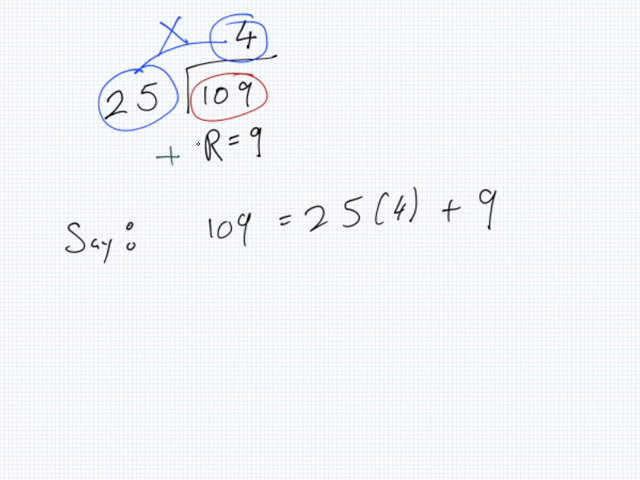 X 4
25 109
+ R = 9
Say: 109 = 25(4) + 9